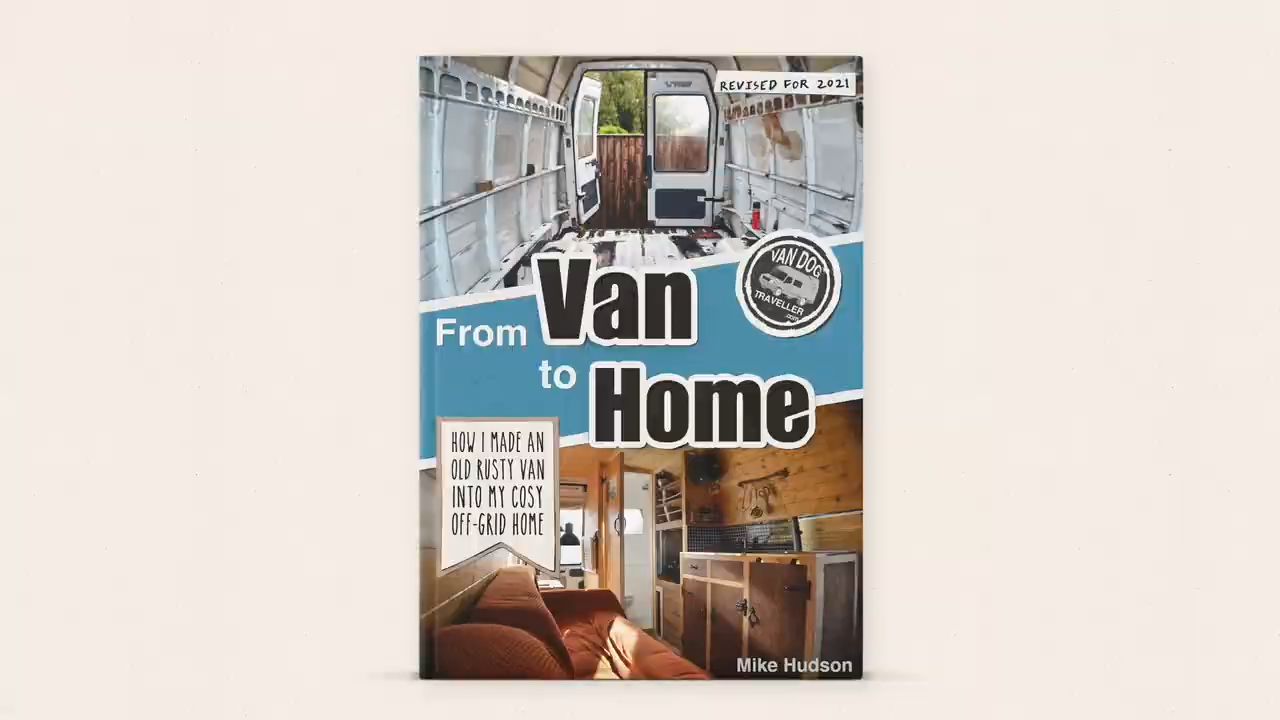 REVISED FOR 2021
VAN DOG
TRAVELLER
.com
From Van
to Home
HOW I MADE AN
OLD RUSTY VAN
INTO MY COSY
OFF-GRID HOME
Mike Hudson